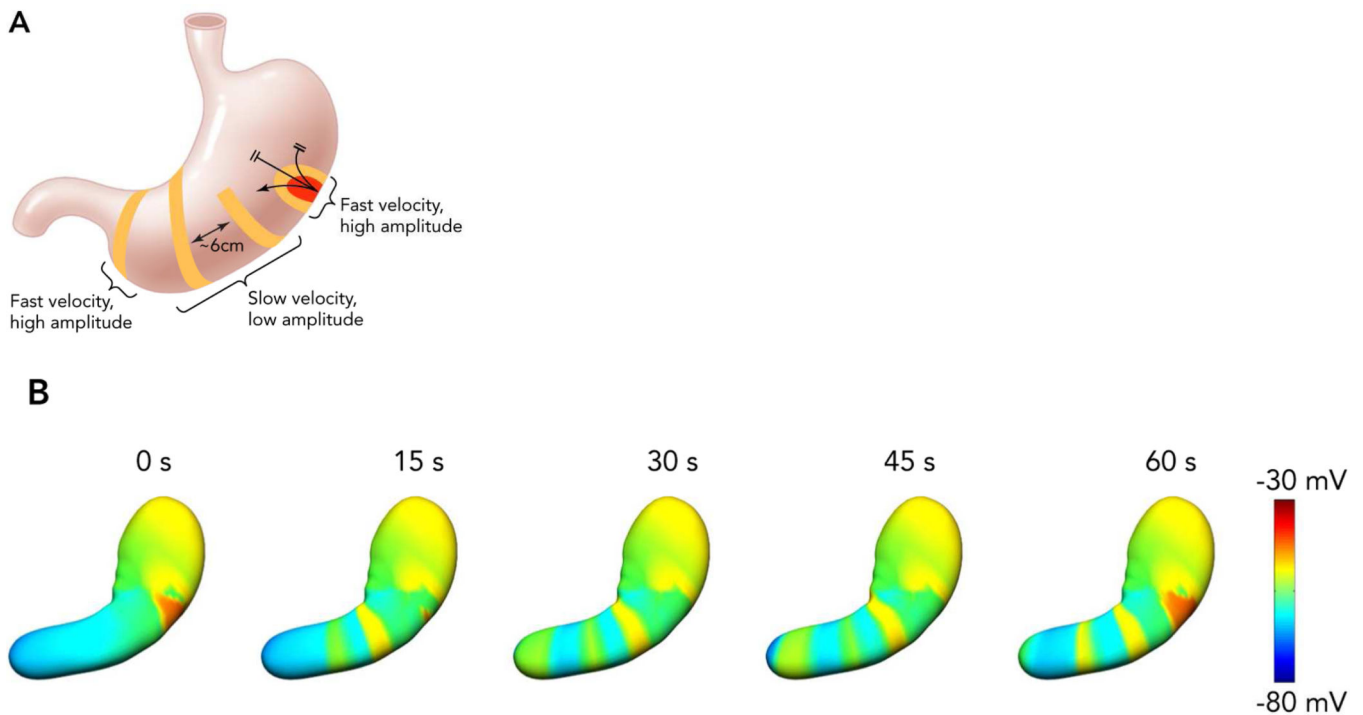 A
Fast velocity,
high amplitude
~6cm
Fast velocity,
high amplitude
Slow velocity,
low amplitude
B
0 s
15 s
30 s
45 s
60 s
-30 mV
-80 mV